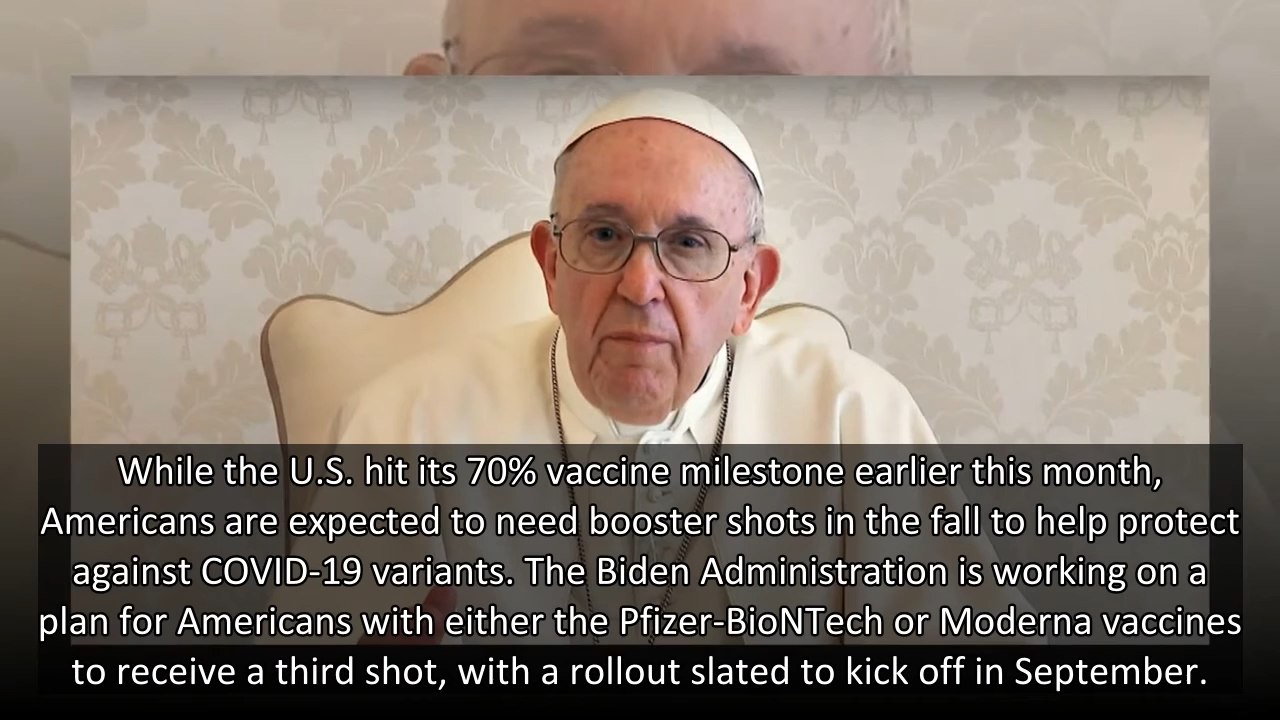 While the U.S. hit its 70% vaccine milestone earlier this month,
Americans are expected to need booster shots in the fall to help protect
against COVID-19 variants. The Biden Administration is working on a
plan for Americans with either the Pfizer-BioNTech or Moderna vaccines
to receive a third shot, with a rollout slated to kick off in September.